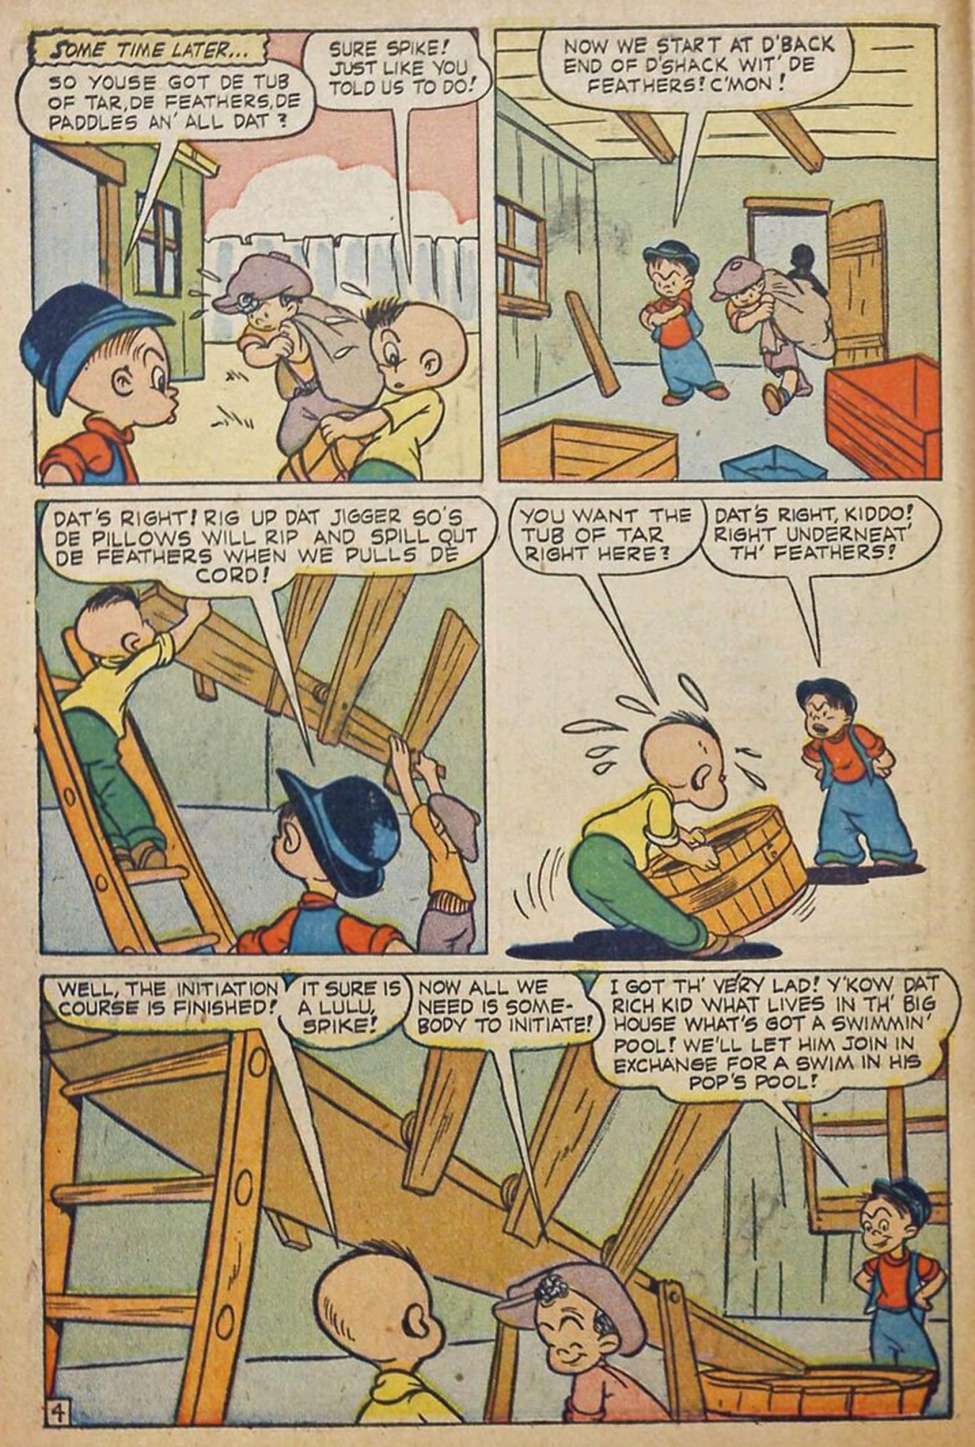 SOME TIME LATER...
SO YOUSE GOT DE TUB
OF TAR, DE FEATHERS, DE
PADDLES AN' ALL DAT?
SURE SPIKE!
JUST LIKE YOU
TOLD US TO DO!
NOW WE START AT D'BACK
END OF D'SHACK WIT' DE
FEATHERS! C'MON!
DAT'S RIGHT! RIG UP DAT JIGGER SO'S
DE PILLOWS WILL RIP AND SPILL OUT
DE FEATHERS WHEN WE PULLS DE
CORD!
YOU WANT THE
TUB OF TAR
RIGHT HERE?
DAT'S RIGHT, KIDDO!
RIGHT UNDERNEAT'
TH' FEATHERS!
WELL, THE INITIATION
COURSE IS FINISHED!
IT SURE IS
A LULU,
SPIKE!
NOW ALL WE
NEED IS SOME-
BODY TO INITIATE!
I GOT TH' VE'RY LAD! Y'KOW DAT
RICH KID WHAT LIVES IN TH' BIG
HOUSE WHAT'S GOT A SWIMMIN'
POOL! WE'LL LET HIM JOIN IN
EXCHANGE FOR A SWIM IN HIS
POP'S POOL!
4